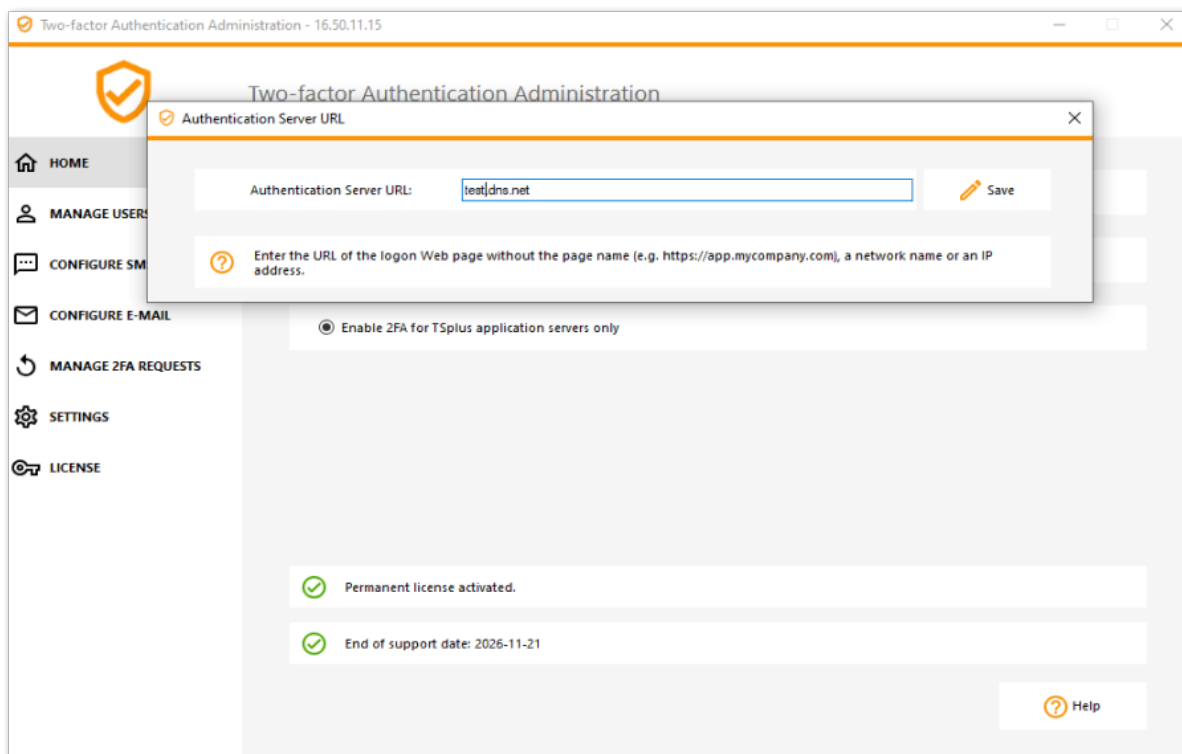 Two-factor Authentication Administration - 16.50.11.15
Two-factor Authentication Administration
Authentication Server URL
Authentication Server URL:
test.dns.net
Save
Enter the URL of the logon Web page without the page name (e.g. https://app.mycompany.com), a network name or an IP
address.
HOME
MANAGE USERS
CONFIGURE SM
CONFIGURE E-MAIL
MANAGE 2FA REQUESTS
SETTINGS
LICENSE
Enable 2FA for TSplus application servers only
Permanent license activated.
End of support date: 2026-11-21
Help